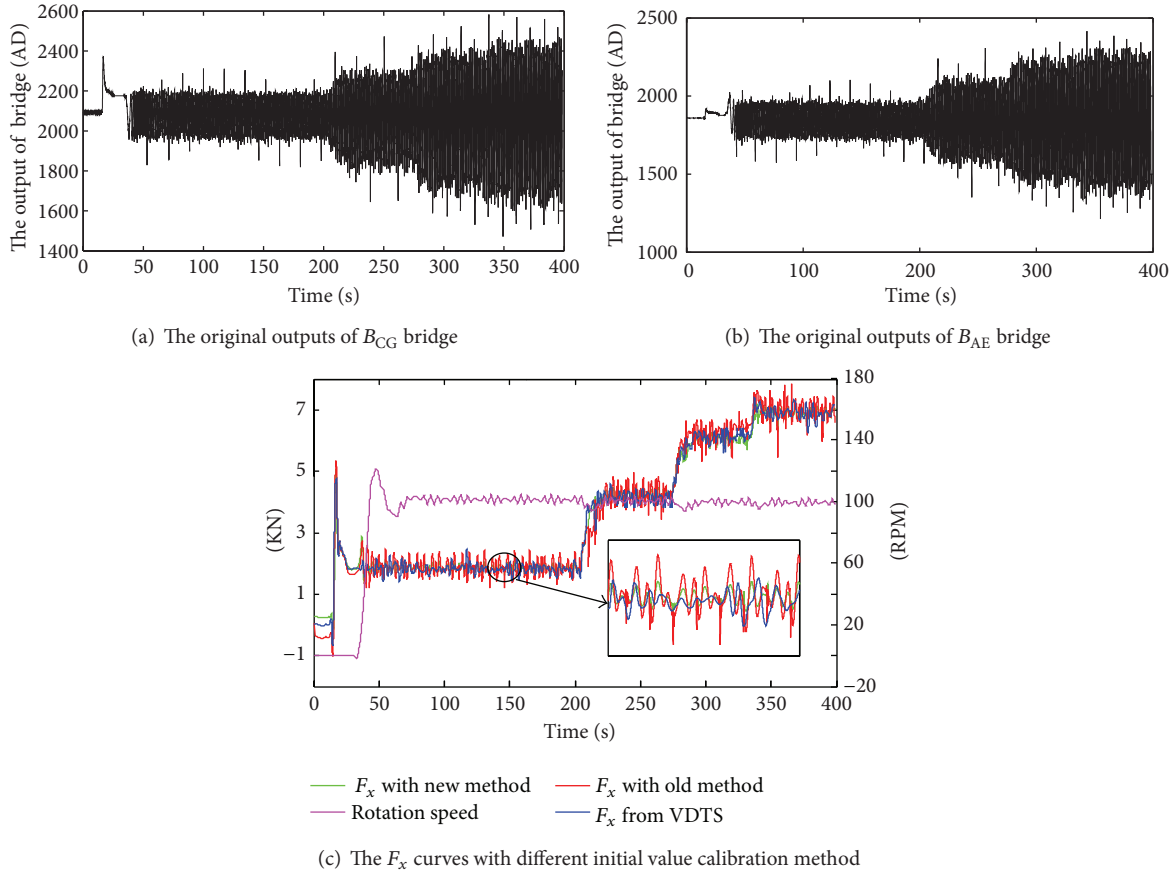 The output of bridge (AD)
2600
2400
2200
2000
1800
1600
1400
0 50 100 150 200 250 300 350 400
Time (s)
(a) The original outputs of B_CG bridge
The output of bridge (AD)
2500
2000
1500
1000
0 100 200 300 400
Time (s)
(b) The original outputs of B_AE bridge
(KN)
7
5
3
1
−1
180
140
100
60
20
−20
(RPM)
0 50 100 150 200 250 300 350 400
Time (s)
F_x with new method
F_x with old method
Rotation speed
F_x from VDTS
(c) The F_x curves with different initial value calibration method